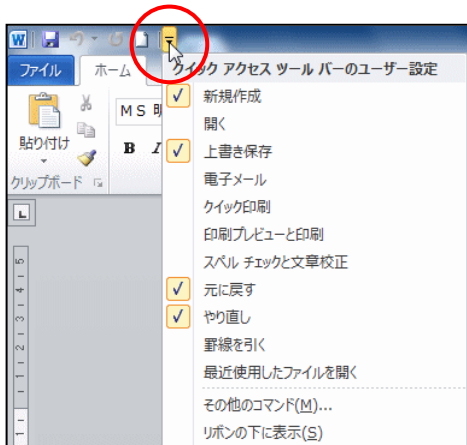 W
ファイル ホーム
クイック アクセス ツール バーのユーザー設定
新規作成
開く
上書き保存
電子メール
クイック印刷
印刷プレビューと印刷
スペル チェックと文章校正
元に戻す
やり直し
罫線を引く
最近使用したファイルを開く
その他のコマンド(M)...
リボンの下に表示(S)
MS 明
B I
貼り付け
クリップボード
L
5
4
3
2
1
1